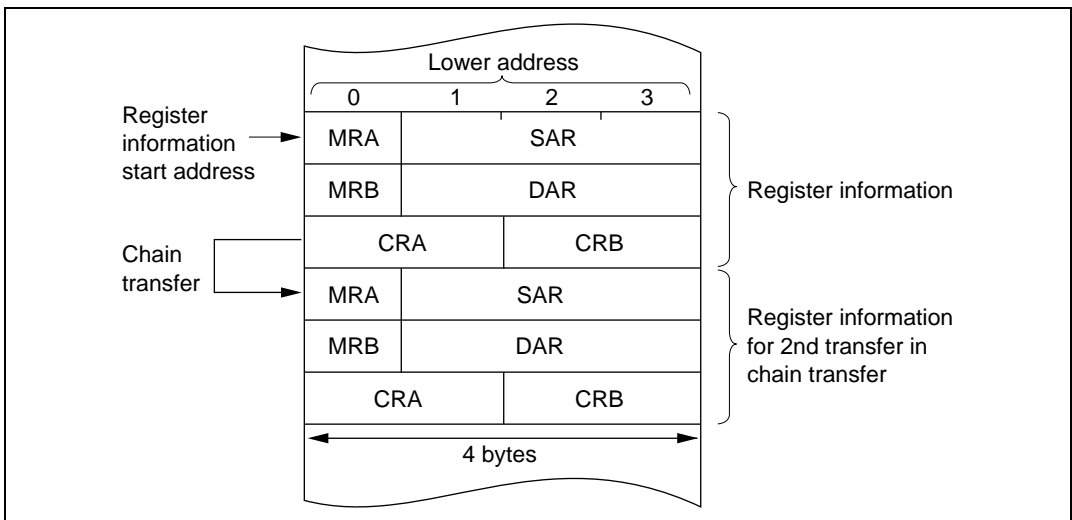 Lower address
0 1 2 3
Register
information
start address
MRA SAR
MRB DAR
Register information
CRA CRB
Chain
transfer
MRA SAR
MRB DAR
CRA CRB
Register information
for 2nd transfer in
chain transfer
4 bytes